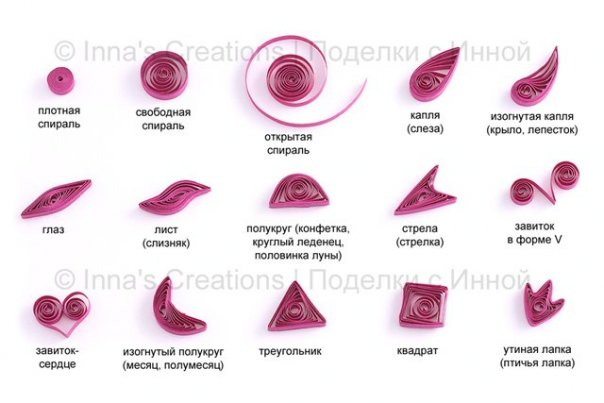 © Inna's Creations | Поделки с Инной
плотная
спираль
свободная
спираль
открытая
спираль
капля
(слеза)
изогнутая капля
(крыло, лепесток)
глаз
лист
(слизняк)
полукруг (конфетка,
круглый леденец,
половинка луны)
стрела
(стрелка)
завиток
в форме V
© Inna's Creations | Поделки с Инной
завиток-
сердце
изогнутый полукруг
(месяц, полумесяц)
треугольник
квадрат
утиная лапка
(птичья лапка)